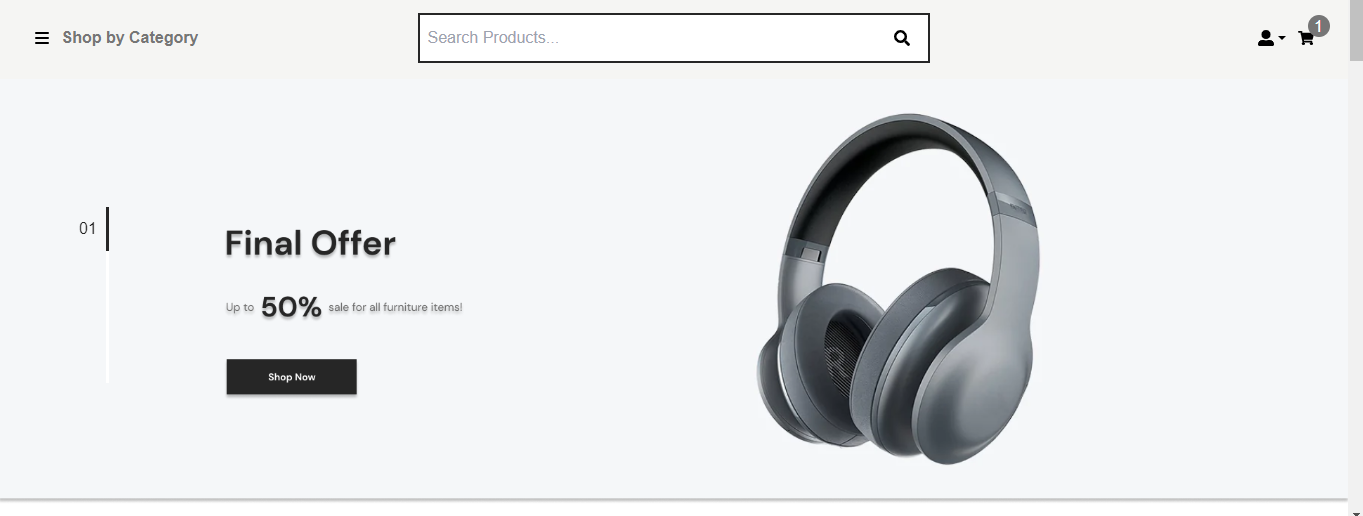 Shop by Category
Search Products...
1
01
Final Offer
Up to 50% sale for all furniture items!
Shop Now